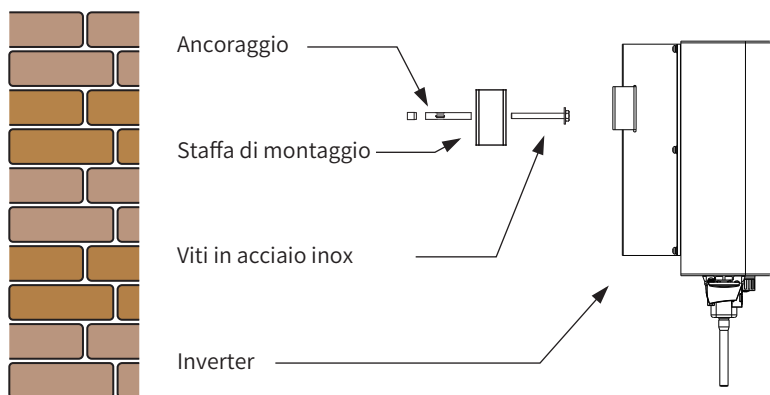 Ancoraggio
Staffa di montaggio
Viti in acciaio inox
Inverter